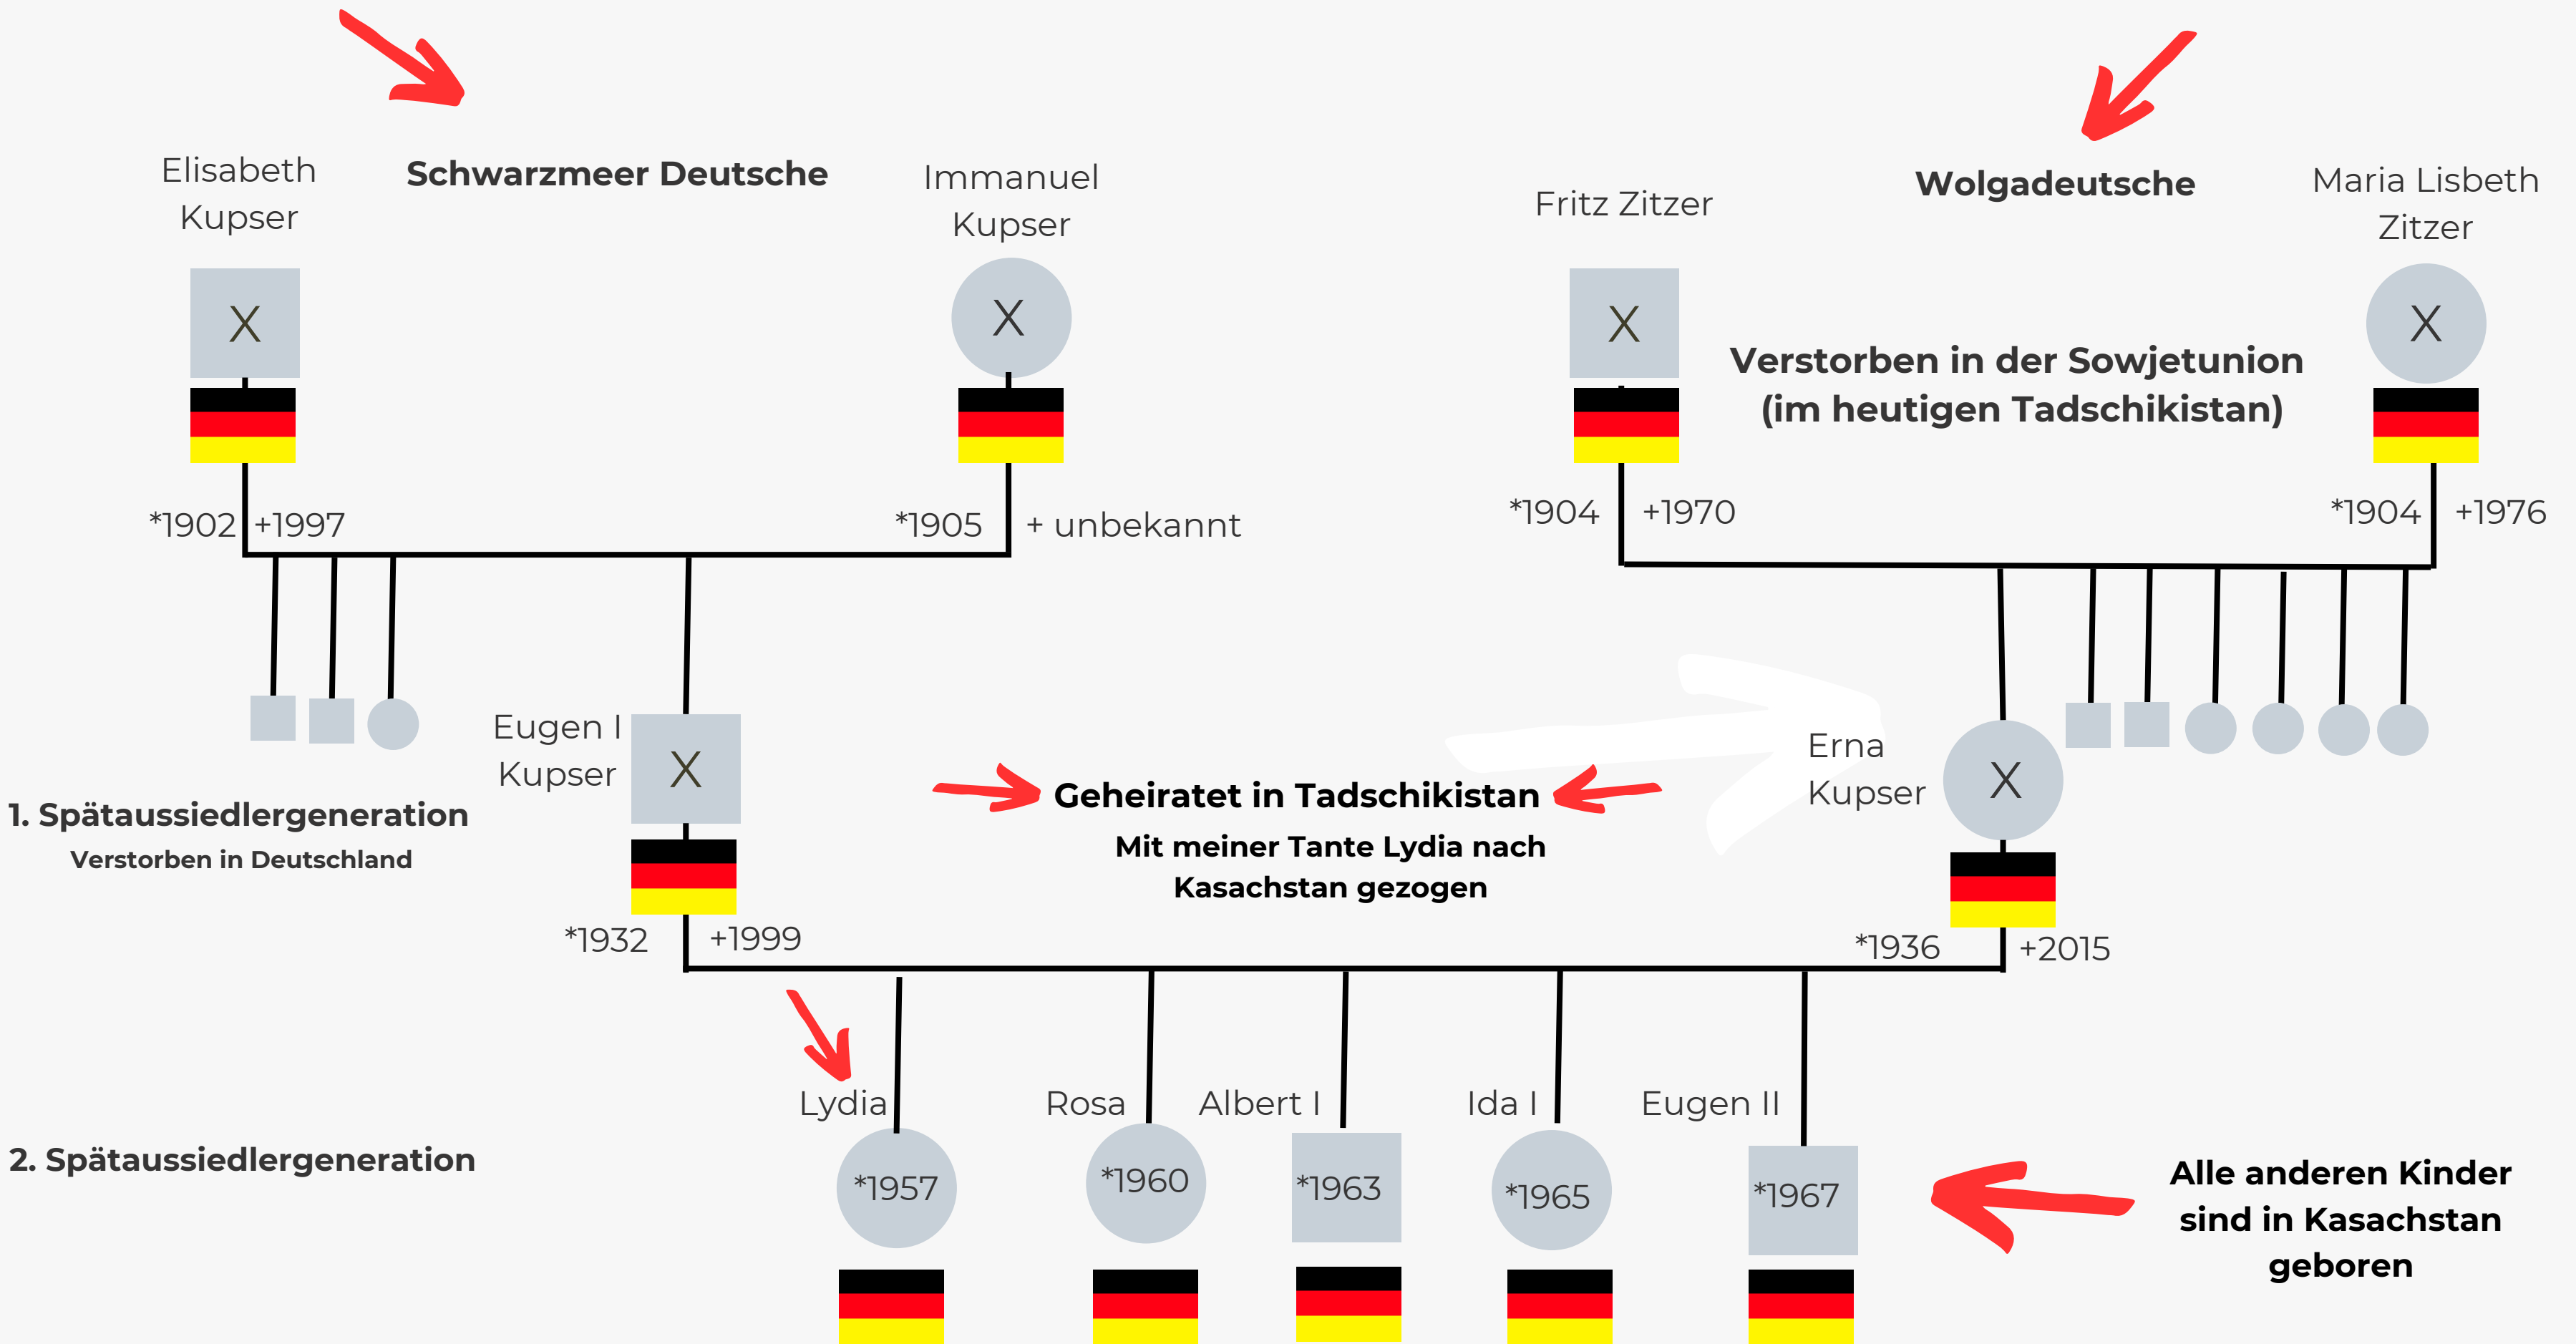 Elisabeth
Kupser
Schwarzmeer Deutsche
Immanuel
Kupser
Fritz Zitzer
Wolgadeutsche
Maria Lisbeth
Zitzer
X
X
X
X
Verstorben in der Sowjetunion
(im heutigen Tadschikistan)
*1902
+1997
*1905
+ unbekannt
*1904
+1970
*1904
+1976
Eugen I
Kupser
X
Erna
Kupser
X
1. Spätaussiedlergeneration
Verstorben in Deutschland
Geheiratet in Tadschikistan
Mit meiner Tante Lydia nach
Kasachstan gezogen
*1932
+1999
*1936
+2015
Lydia
Rosa
Albert I
Ida I
Eugen II
2. Spätaussiedlergeneration
*1957
*1960
*1963
*1965
*1967
Alle anderen Kinder
sind in Kasachstan
geboren